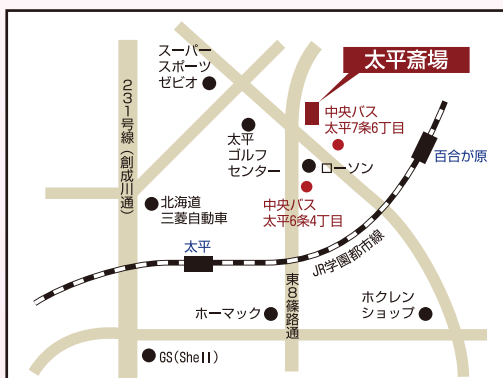 スーパー
スポーツ
ゼビオ
太平斎場
231号線(創成川通)
中央バス
太平7条6丁目
太平
ゴルフ
センター
百合が原
ローソン
北海道
三菱自動車
中央バス
太平6条4丁目
太平
JR学園都市線
東8篠路通
ホーマック
ホクレン
ショップ
GS(Shell)